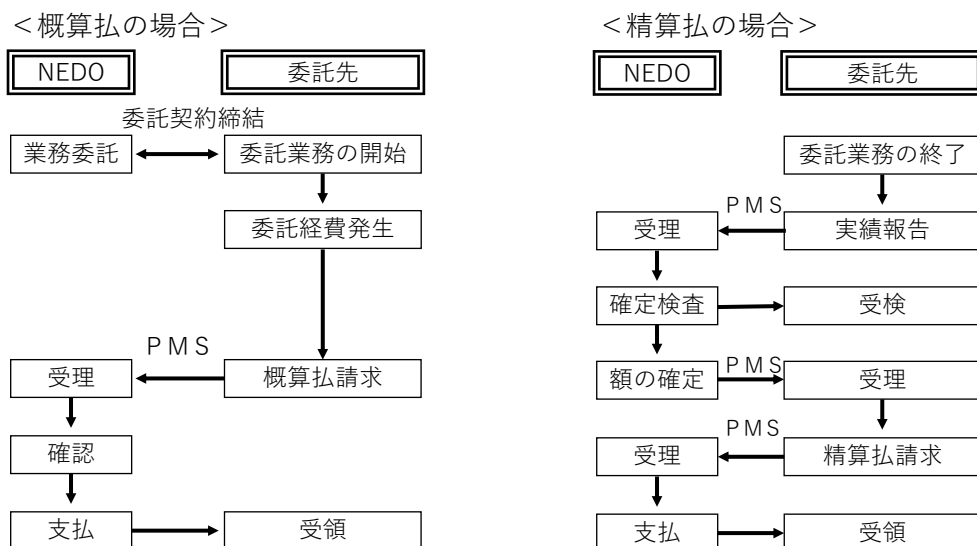 ＜概算払の場合＞
NEDO 委託先
委託契約締結
業務委託 委託業務の開始
委託経費発生
ＰＭＳ
受理 概算払請求
確認
支払 受領
＜精算払の場合＞
NEDO 委託先
委託業務の終了
ＰＭＳ
受理 実績報告
確定検査 受検
額の確定 ＰＭＳ 受理
ＰＭＳ
受理 精算払請求
支払 受領